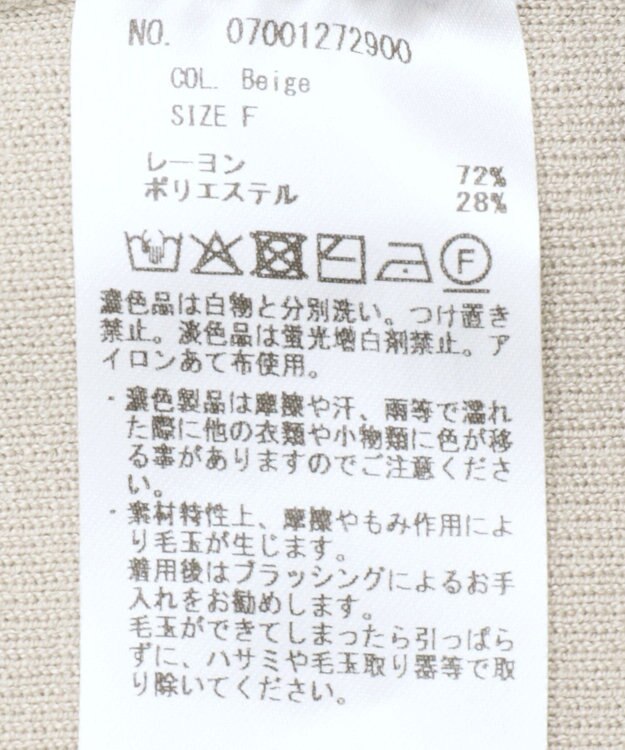 NO. 07001272900
COL. Beige
SIZE F
レーヨン 72%
ポリエステル 28%
F
濃色品は白物と分別洗い。つけ置き
禁止。淡色品は蛍光増白剤禁止。ア
イロンあて布使用。
・濃色製品は摩擦や汗、雨等で濡れ
た際に他の衣類や小物類に色が移
る事がありますのでご注意くださ
い。
・素材特性上、摩擦やもみ作用によ
り毛玉が生じます。
着用後はブラッシングによるお手
入れをお勧めします。
毛玉ができてしまったら引っぱら
ずに、ハサミや毛玉取り器等で取
り除いてください。